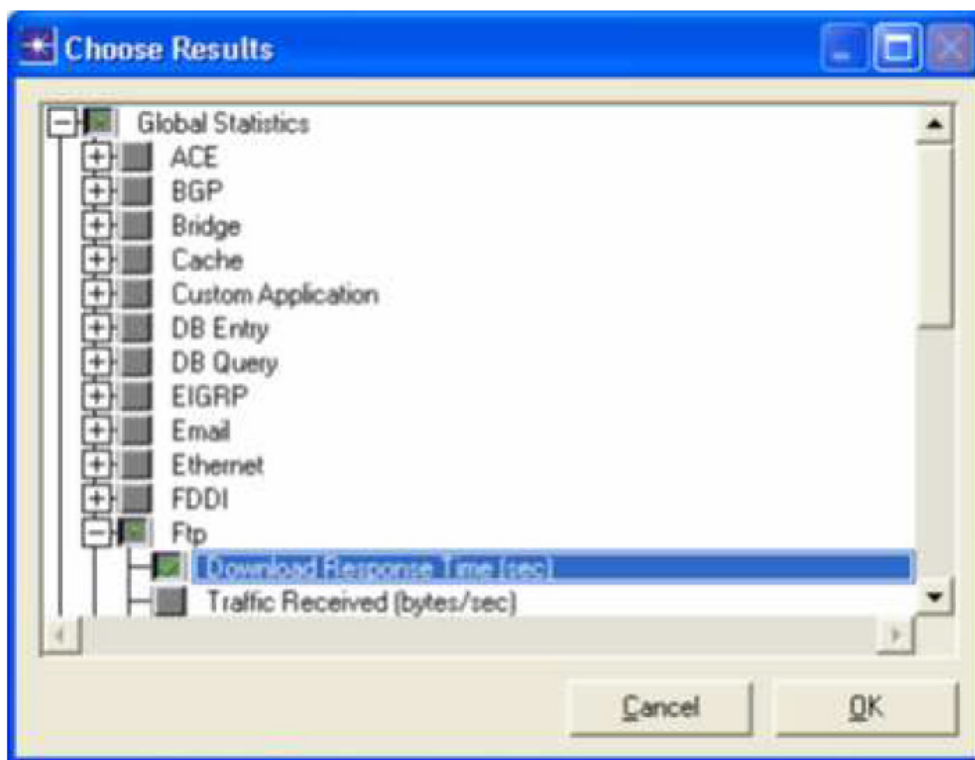 Choose Results
Global Statistics
ACE
BGP
Bridge
Cache
Custom Application
DB Entry
DB Query
EIGRP
Email
Ethernet
FDDI
Ftp
Download Response Time (sec)
Traffic Received (bytes/sec)
Cancel
OK